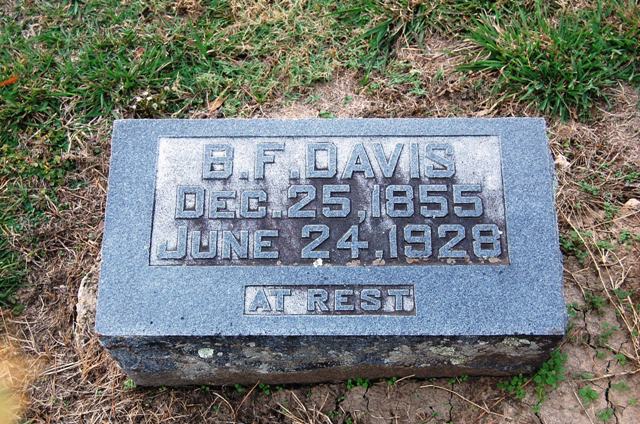 B.F. DAVIS
DEC. 25, 1855
JUNE 24, 1928
AT REST